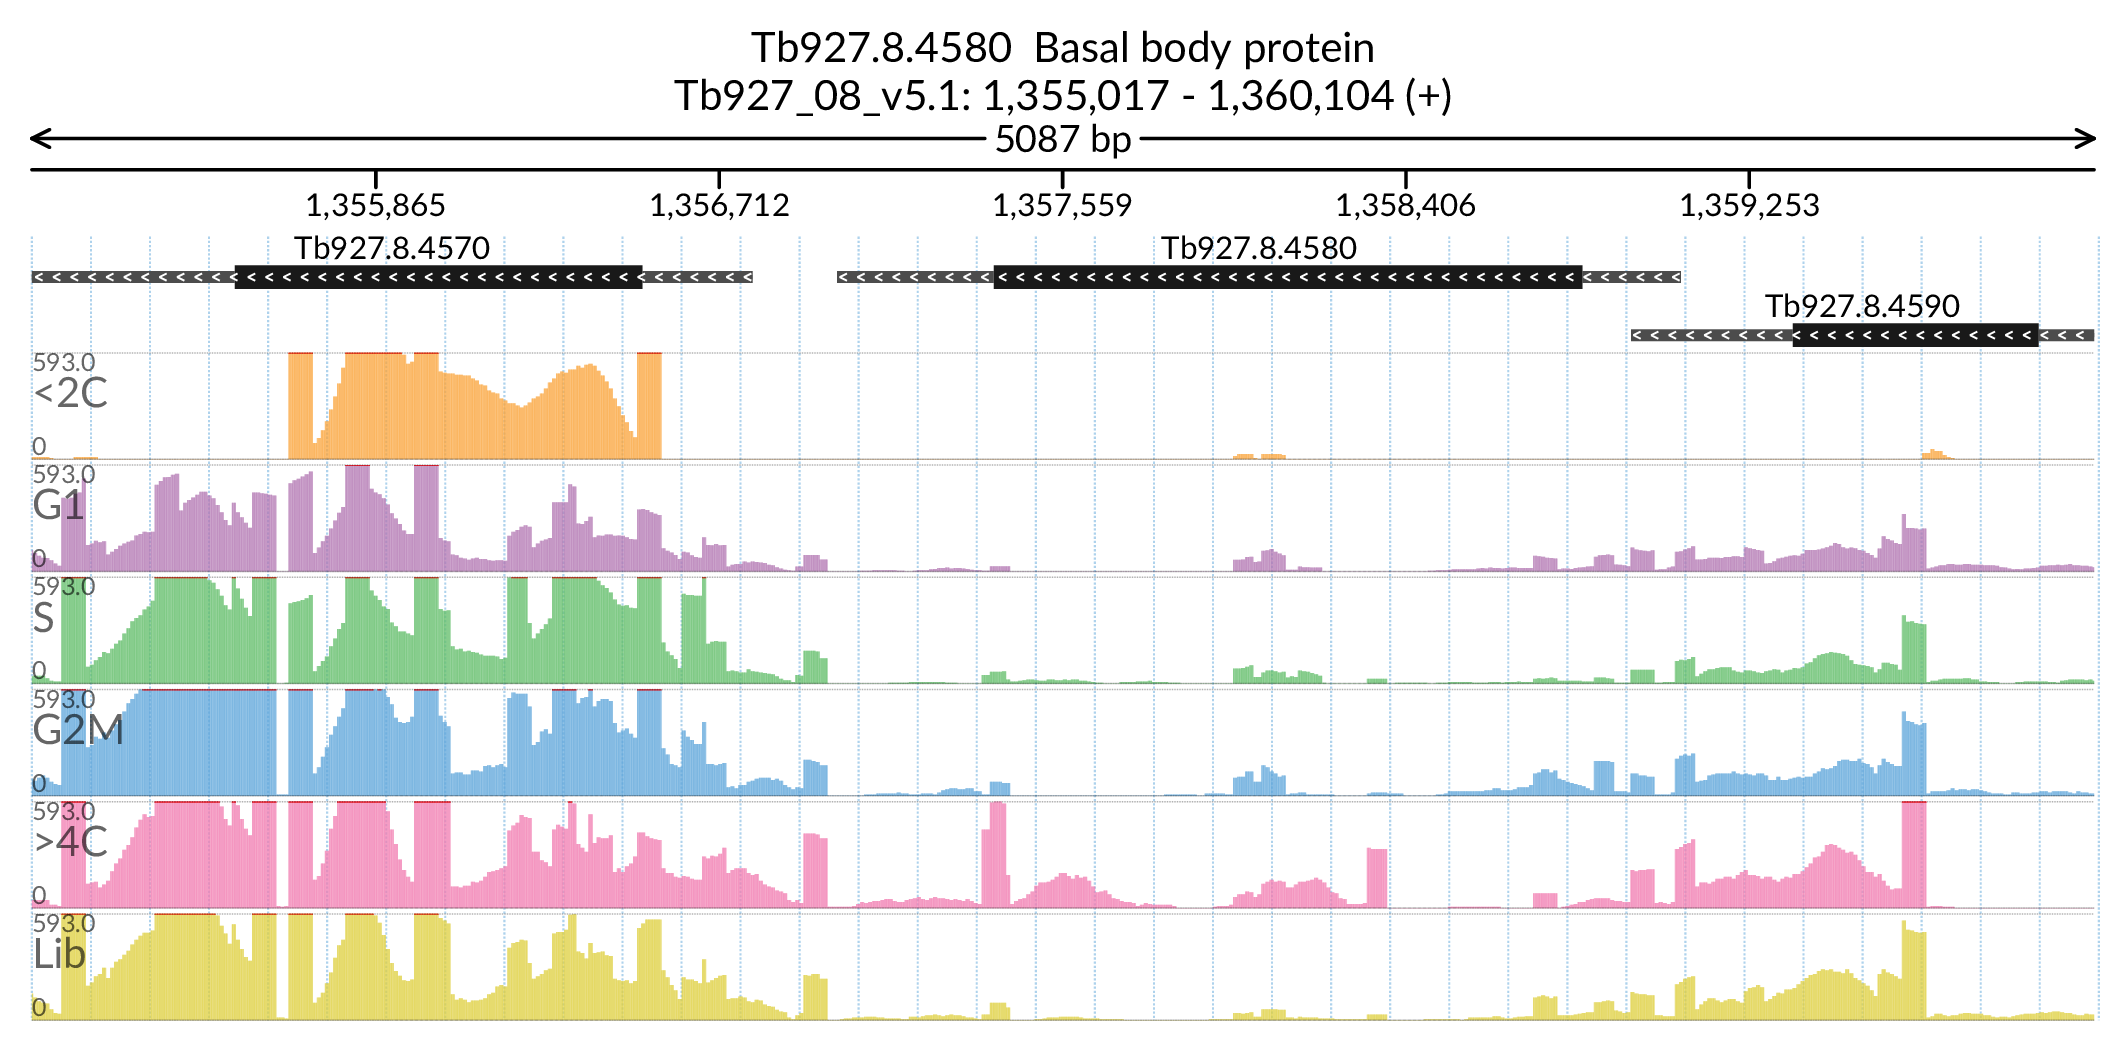 Tb927.8.4580  Basal body protein
Tb927_08_v5.1: 1,355,017 - 1,360,104 (+)
5087 bp
1,355,865 1,356,712 1,357,559 1,358,406 1,359,253
Tb927.8.4570 Tb927.8.4580
Tb927.8.4590
593.0
<2C
0
593.0
G1
0
593.0
S
0
593.0
G2M
0
593.0
>4C
0
593.0
Lib
0